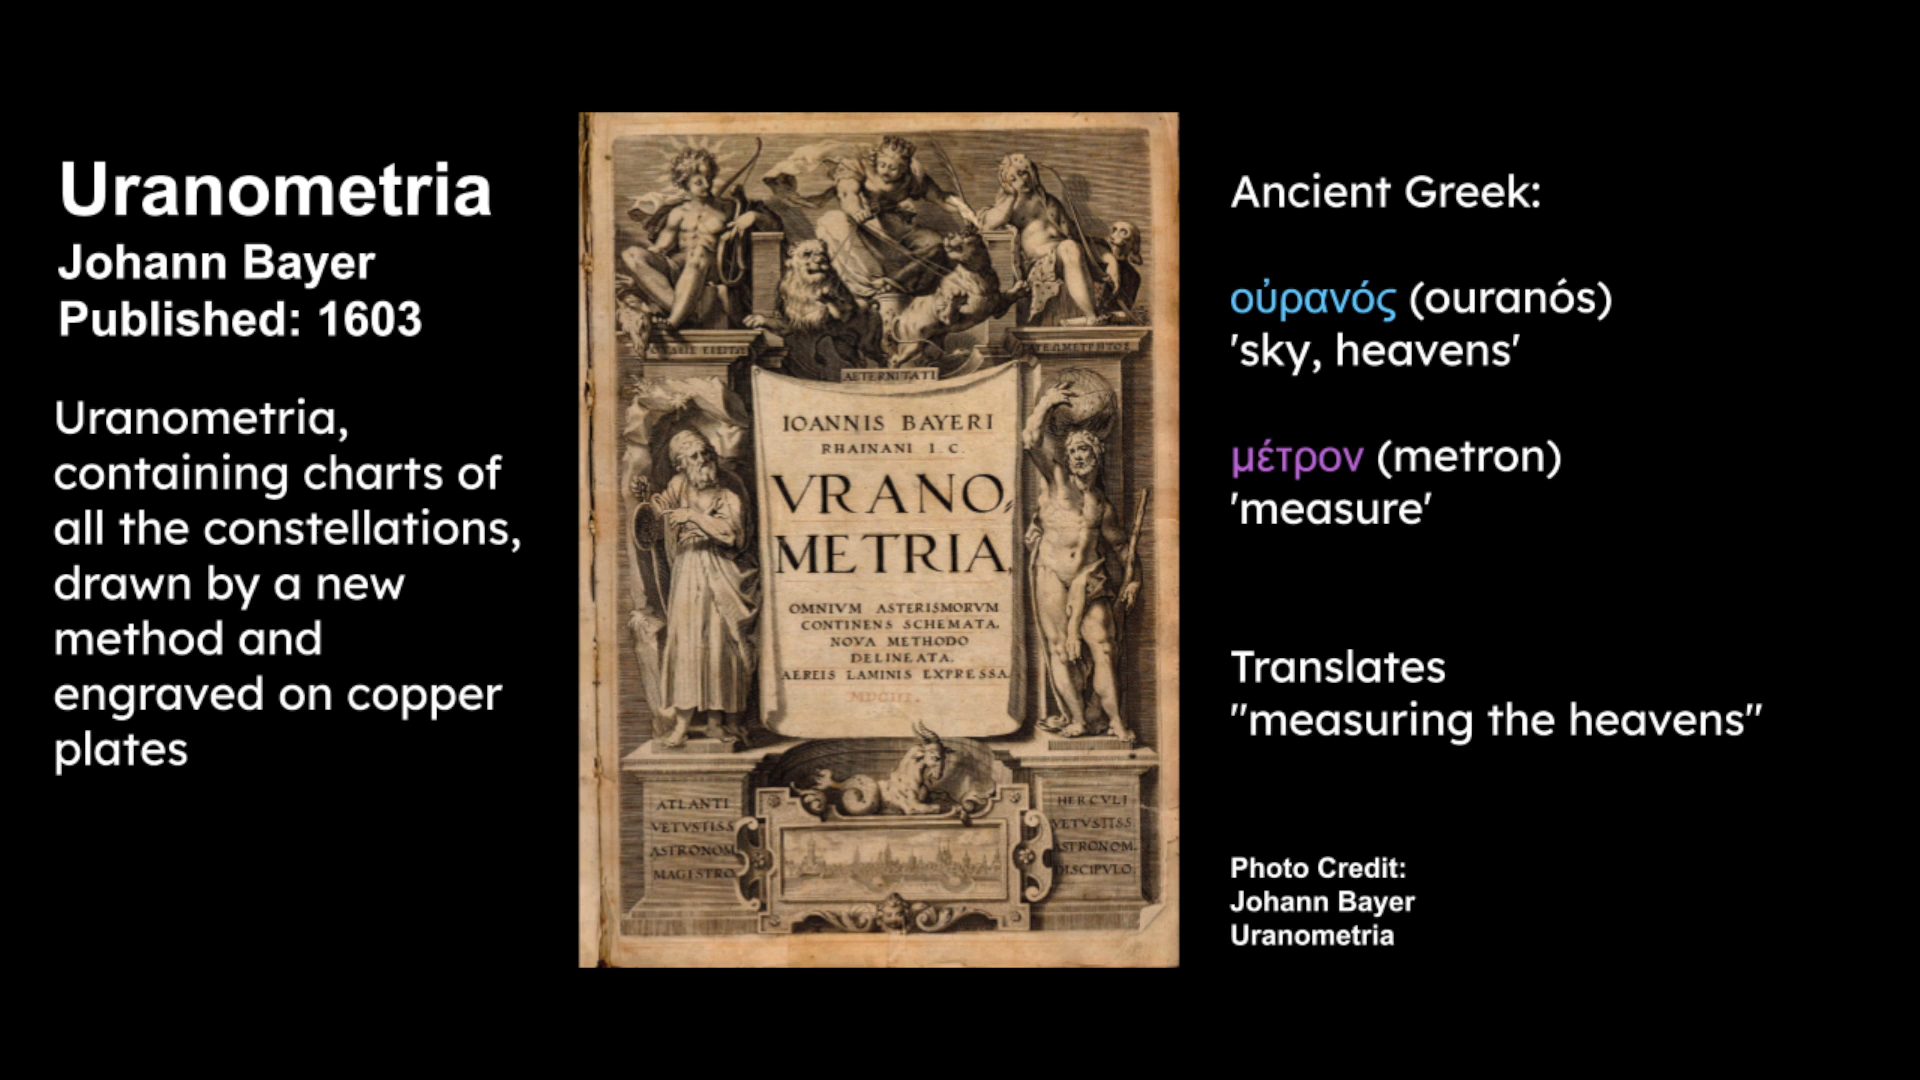 Uranometria
Johann Bayer
Published: 1603
Uranometria,
containing charts of
all the constellations,
drawn by a new
method and
engraved on copper
plates
AETERNITATI
IOANNIS BAYERI
RHAINANI I. C.
VRANO,
METRIA,
OMNIVM ASTERISMORVM
CONTINENS SCHEMATA,
NOVA METHODO
DELINEATA,
AEREIS LAMINIS EXPRESSA.
ATLANTI
VETVSTISS
ASTRONOM
MAGISTRO
HERCVLI
VETVSTISS
ASTRONOM.
DISCIPVLO
Ancient Greek:
οὐρανός (ouranós)
'sky, heavens'
μέτρον (metron)
'measure'
Translates
"measuring the heavens"
Photo Credit:
Johann Bayer
Uranometria